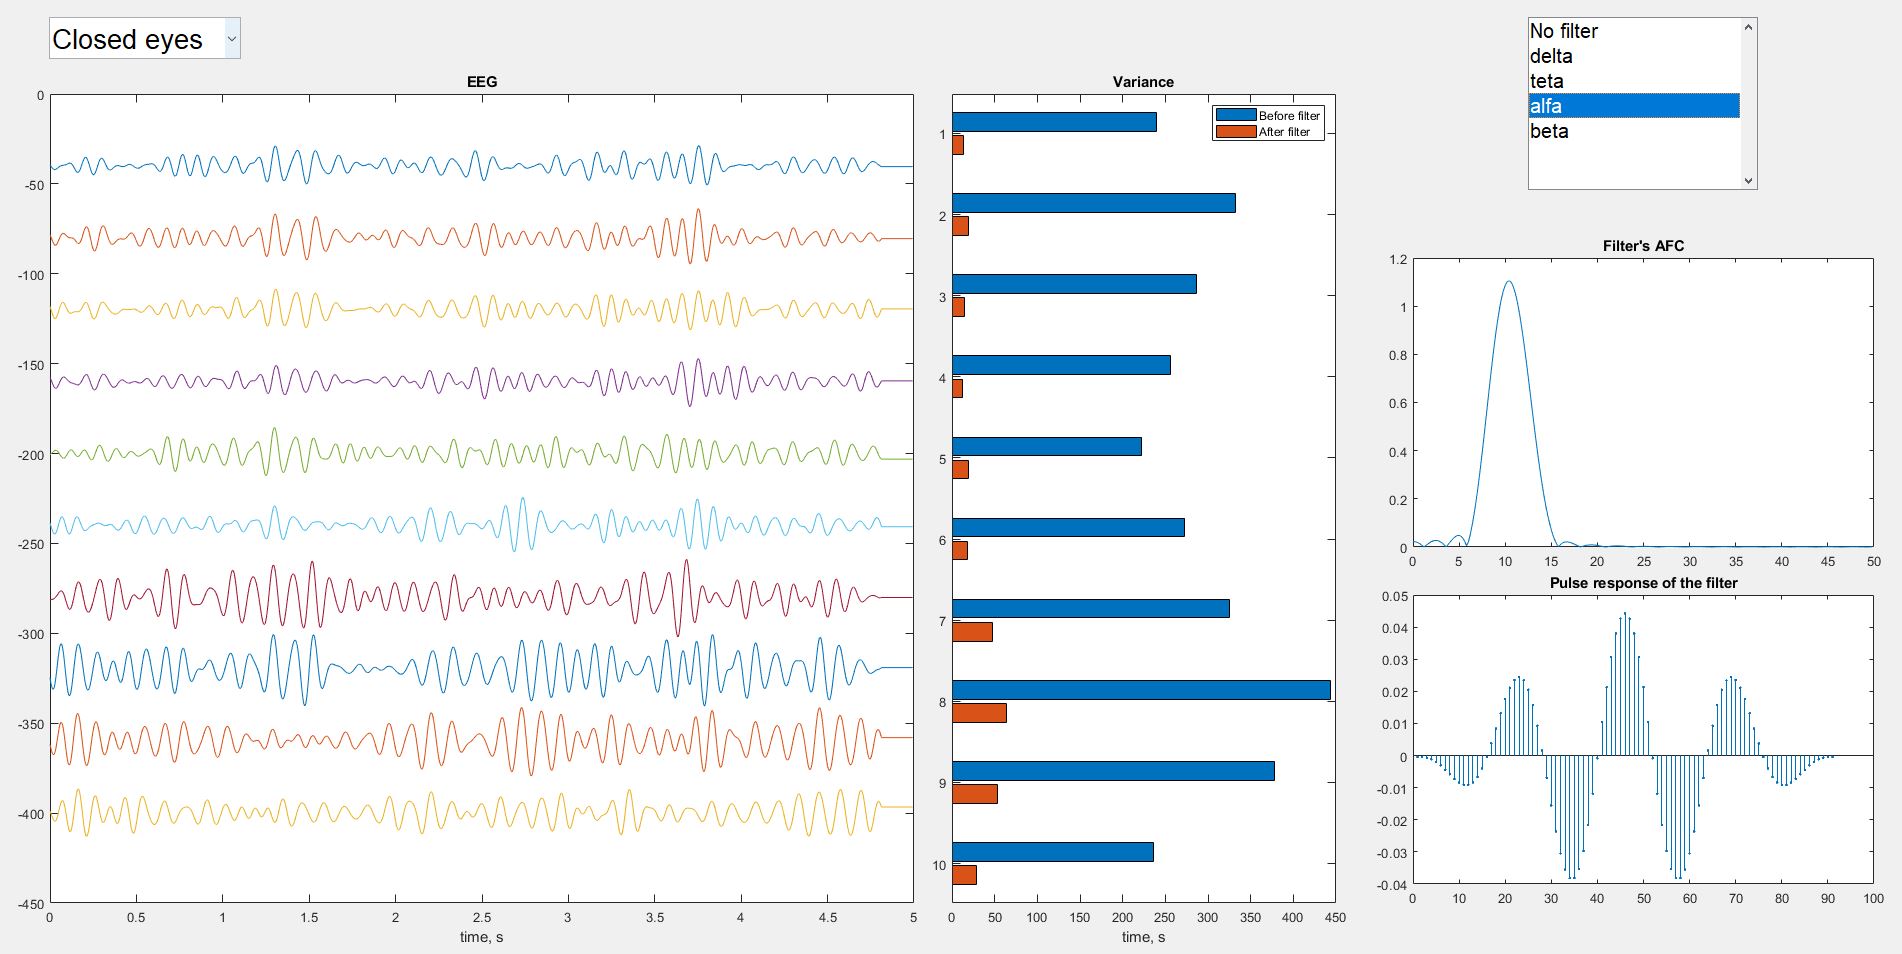 Closed eyes
No filter
delta
teta
alfa
beta
EEG
0
-50
-100
-150
-200
-250
-300
-350
-400
-450
0 0.5 1 1.5 2 2.5 3 3.5 4 4.5 5
time, s
Variance
Before filter
After filter
1
2
3
4
5
6
7
8
9
10
0 50 100 150 200 250 300 350 400 450
time, s
Filter's AFC
1.2
1
0.8
0.6
0.4
0.2
0
0 5 10 15 20 25 30 35 40 45 50
Pulse response of the filter
0.05
0.04
0.03
0.02
0.01
0
-0.01
-0.02
-0.03
-0.04
0 10 20 30 40 50 60 70 80 90 100